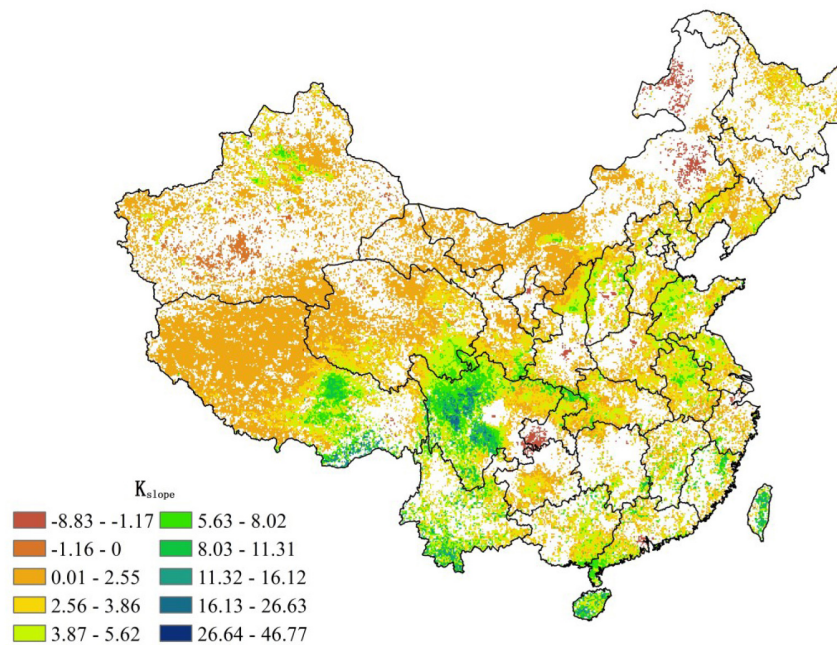 Kslope
-8.83 - -1.17
-1.16 - 0
0.01 - 2.55
2.56 - 3.86
3.87 - 5.62
5.63 - 8.02
8.03 - 11.31
11.32 - 16.12
16.13 - 26.63
26.64 - 46.77